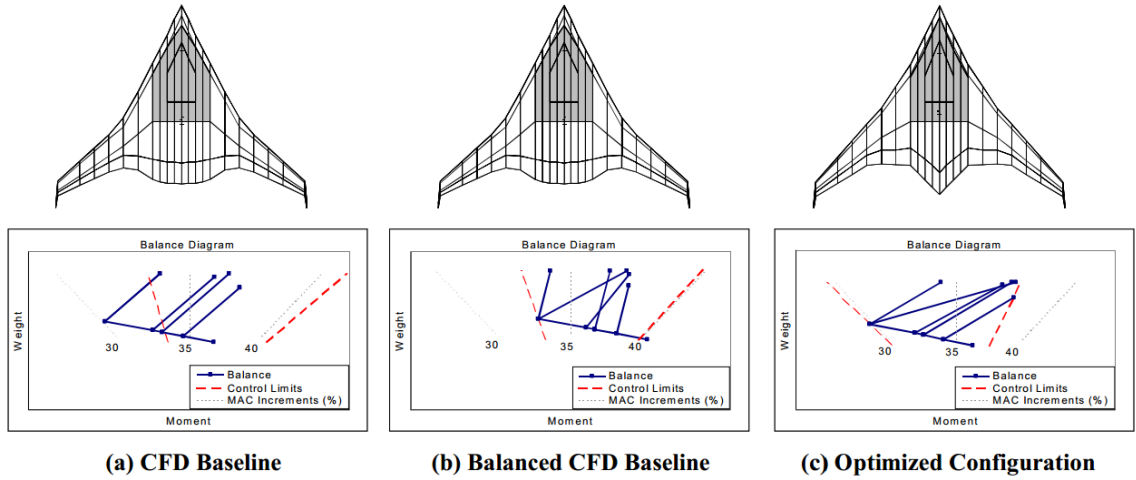 Balance Diagram
Weight
30
35
40
Balance
Control Limits
MAC Increments (%)
Moment
(a) CFD Baseline
Balance Diagram
Weight
30
35
40
Balance
Control Limits
MAC Increments (%)
Moment
(b) Balanced CFD Baseline
Balance Diagram
Weight
30
35
40
Balance
Control Limits
MAC Increments (%)
Moment
(c) Optimized Configuration